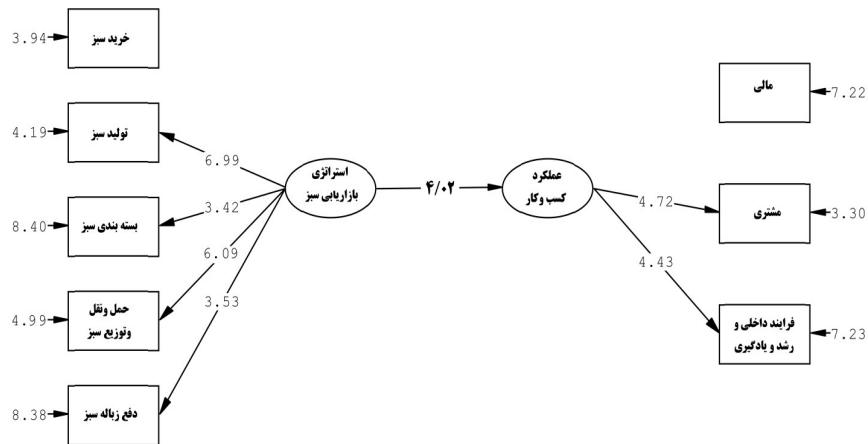 3.94
خرید سبز
4.19
تولید سبز
8.40
بسته بندی سبز
4.99
حمل ونقل
وتوزیع سبز
8.38
دفع زباله سبز
6.99
3.42
6.09
3.53
استراتژی
بازاریابی سبز
۴/۰۲
عملکرد
کسب وکار
4.72
4.43
مالی
7.22
مشتری
3.30
فرایند داخلی و
رشد و یادگیری
7.23